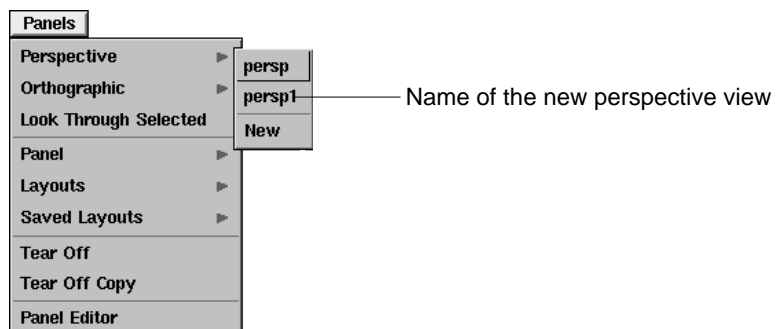 Panels
Perspective
Orthographic
Look Through Selected
Panel
Layouts
Saved Layouts
Tear Off
Tear Off Copy
Panel Editor
persp
persp1
New
Name of the new perspective view